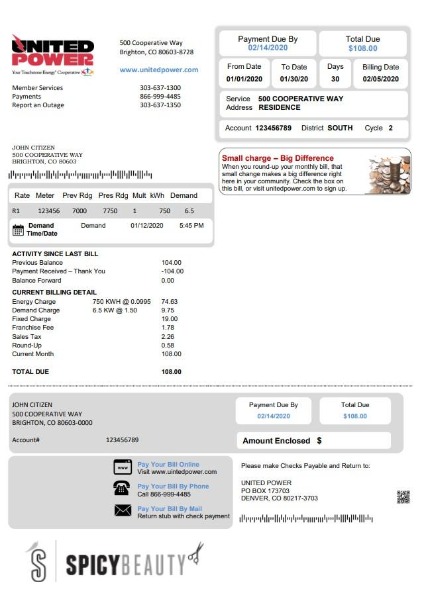 UNITED
POWER
Your Touchstone Energy® Cooperative
500 Cooperative Way
Brighton, CO 80603-8728
www.unitedpower.com
Member Services 303-637-1300
Payments 866-999-4485
Report an Outage 303-637-1350
Payment Due By Total Due
02/14/2020 $108.00
From Date To Date Days Billing Date
01/01/2020 01/30/20 30 02/05/2020
Service 500 COOPERATIVE WAY
Address RESIDENCE
Account 123456789 District SOUTH Cycle 2
JOHN CITIZEN
500 COOPERATIVE WAY
BRIGHTON, CO 80603
Small charge – Big Difference
When you round-up your monthly bill, that
small change makes a big difference right
here in your community. Check the box on
this bill, or visit unitedpower.com to sign up.
Rate Meter Prev Rdg Pres Rdg Mult kWh Demand
R1 123456 7000 7750 1 750 6.5
Demand Demand 01/12/2020 5:45 PM
Time/Date
ACTIVITY SINCE LAST BILL
Previous Balance 104.00
Payment Received – Thank You -104.00
Balance Forward 0.00
CURRENT BILLING DETAIL
Energy Charge 750 KWH @ 0.0995 74.63
Demand Charge 6.5 KW @ 1.50 9.75
Fixed Charge 19.00
Franchise Fee 1.78
Sales Tax 2.26
Round-Up 0.58
Current Month 108.00
TOTAL DUE 108.00
JOHN CITIZEN
500 COOPERATIVE WAY
BRIGHTON, CO 80603-0000
Account# 123456789
Payment Due By Total Due
02/14/2020 $108.00
Amount Enclosed $
www
Pay Your Bill Online
Visit www.uintedpower.com
Pay Your Bill By Phone
Call 866-999-4485
Pay Your Bill By Mail
Return stub with check payment
Please make Checks Payable and Return to:
UNITED POWER
PO BOX 173703
DENVER, CO 80217-3703
SPICYBEAUTY